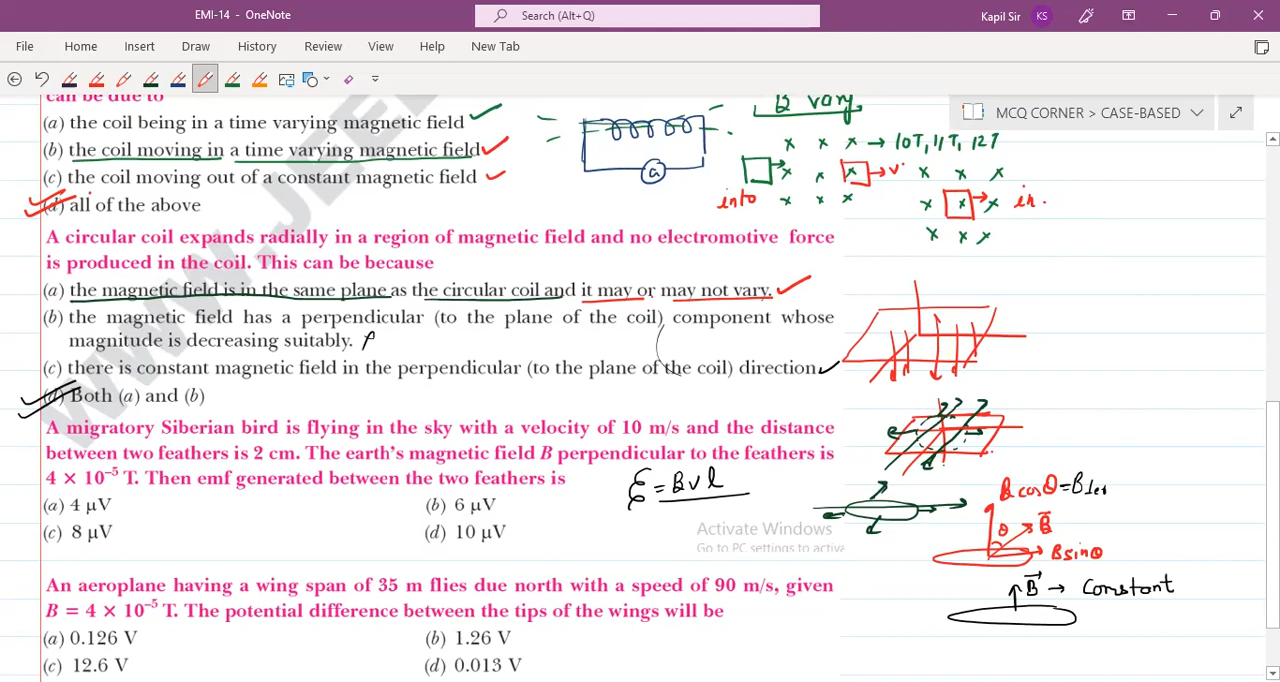 EMI-14 - OneNote
Search (Alt+Q)
Kapil Sir KS
File Home Insert Draw History Review View Help New Tab
MCQ CORNER > CASE-BASED
can be due to
(a) the coil being in a time varying magnetic field
(b) the coil moving in a time varying magnetic field
(c) the coil moving out of a constant magnetic field
(d) all of the above
A circular coil expands radially in a region of magnetic field and no electromotive force
is produced in the coil. This can be because
(a) the magnetic field is in the same plane as the circular coil and it may or may not vary.
(b) the magnetic field has a perpendicular (to the plane of the coil) component whose
magnitude is decreasing suitably.
(c) there is constant magnetic field in the perpendicular (to the plane of the coil) direction
(d) Both (a) and (b)
A migratory Siberian bird is flying in the sky with a velocity of 10 m/s and the distance
between two feathers is 2 cm. The earth's magnetic field B perpendicular to the feathers is
4 × 10⁻⁵ T. Then emf generated between the two feathers is
(a) 4 μV
(b) 6 μV
(c) 8 μV
(d) 10 μV
An aeroplane having a wing span of 35 m flies due north with a speed of 90 m/s, given
B = 4 × 10⁻⁵ T. The potential difference between the tips of the wings will be
(a) 0.126 V
(b) 1.26 V
(c) 12.6 V
(d) 0.013 V
B vary
x x x → 10T, 11T, 12T
a
→ v
into
in.
ξ = Bvl
B cosθ = B
θ
B⃗
B sinθ
B⃗ → Constant
Activate Windows
Go to PC settings to activa
WWW.JEE